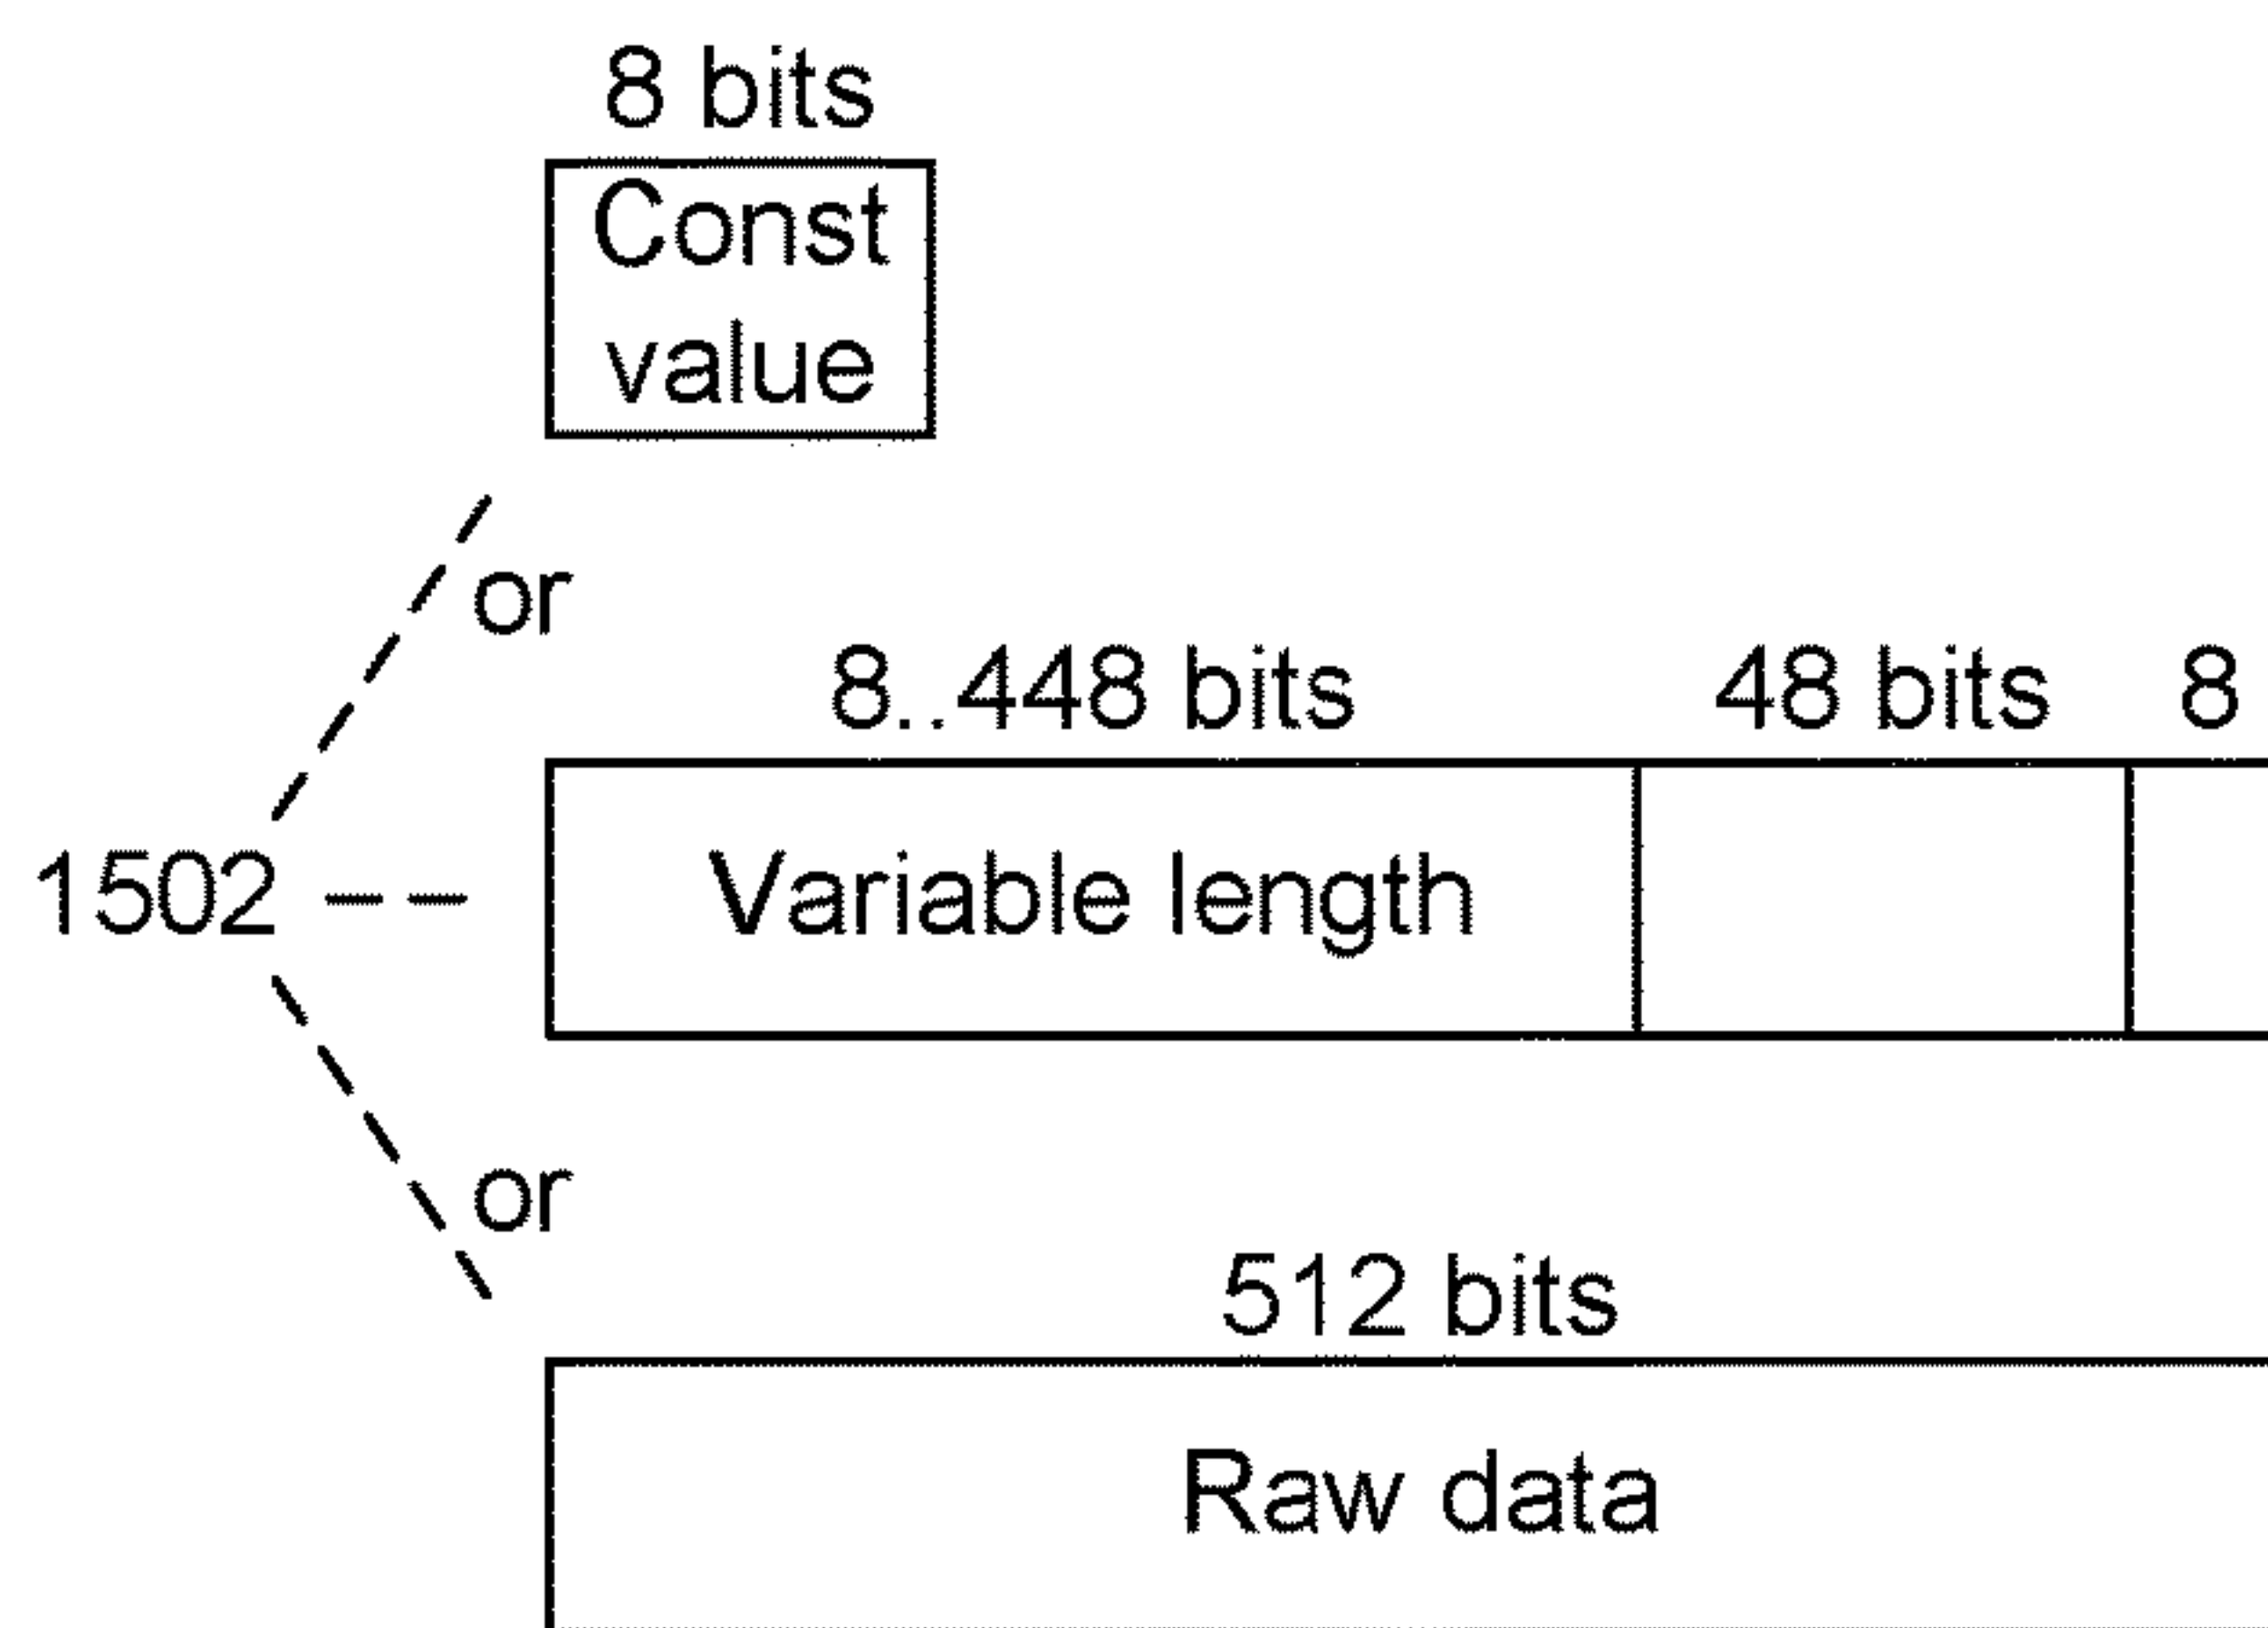 8 bits
Const
value
or
8..448 bits 48 bits 8
1502 Variable length
or
512 bits
Raw data